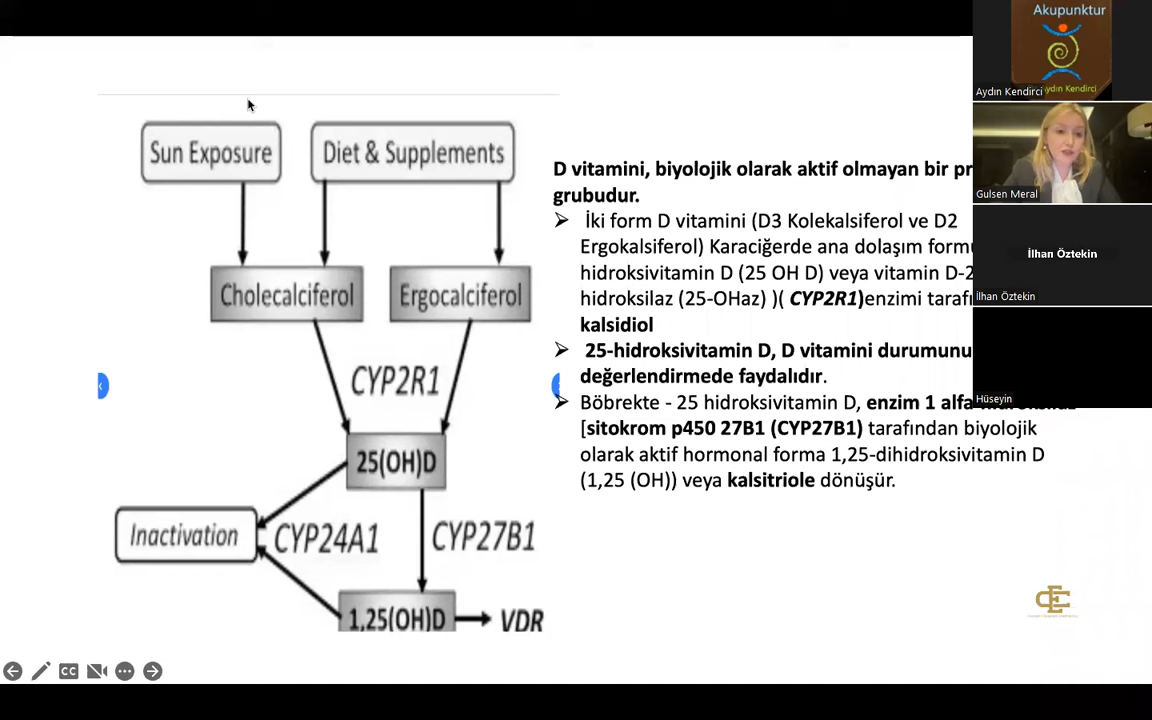 Sun Exposure
Diet & Supplements
Cholecalciferol
Ergocalciferol
CYP2R1
25(OH)D
Inactivation
CYP24A1
CYP27B1
1,25(OH)D
VDR
D vitamini, biyolojik olarak aktif olmayan bir pr
grubudur.
İki form D vitamini (D3 Kolekalsiferol ve D2
Ergokalsiferol) Karaciğerde ana dolaşım form
hidroksivitamin D (25 OH D) veya vitamin D-2
hidroksilaz (25-OHaz) )( CYP2R1)enzimi taraf
kalsidiol
25-hidroksivitamin D, D vitamini durumunu
değerlendirmede faydalıdır.
Böbrekte - 25 hidroksivitamin D, enzim 1 alfa
[sitokrom p450 27B1 (CYP27B1) tarafından biyolojik
olarak aktif hormonal forma 1,25-dihidroksivitamin D
(1,25 (OH)) veya kalsitriole dönüşür.
CC
Akupunktur
Aydın Kendirci
Aydın Kendirci
Gulsen Meral
İlhan Öztekin
İlhan Öztekin
Hüseyin